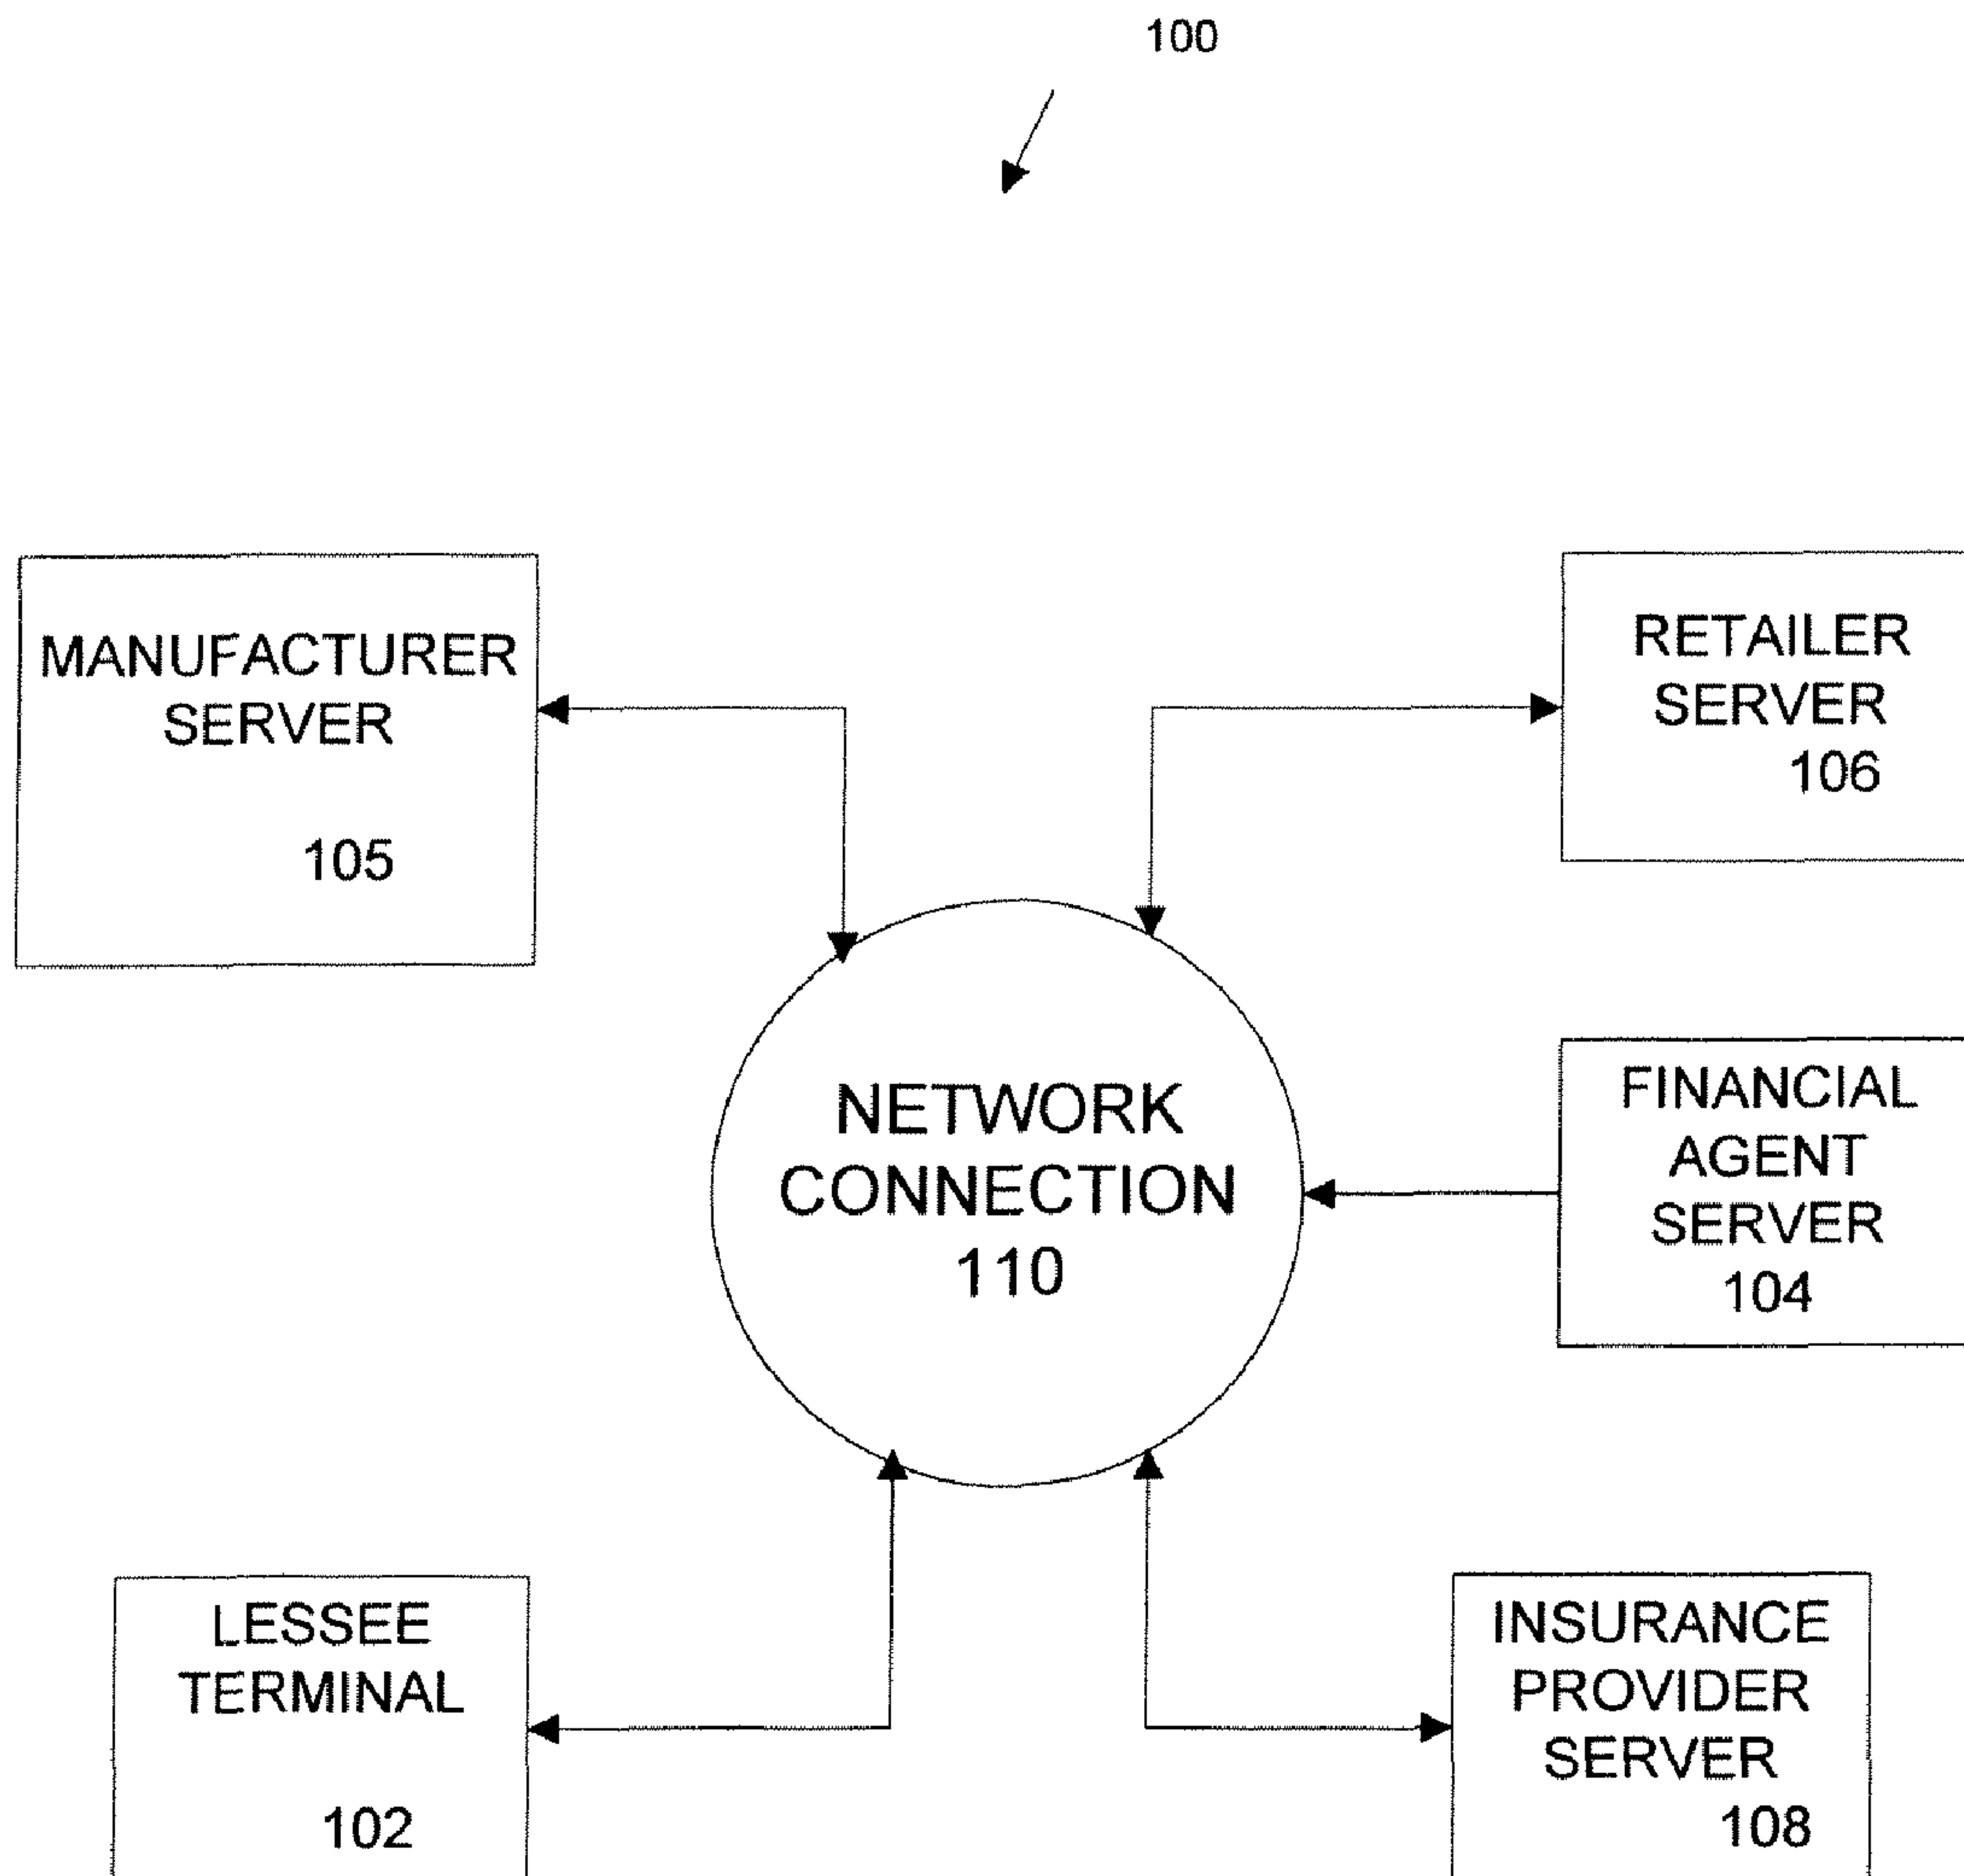 100
MANUFACTURER
SERVER
105
RETAILER
SERVER
106
NETWORK
CONNECTION
110
FINANCIAL
AGENT
SERVER
104
LESSEE
TERMINAL
102
INSURANCE
PROVIDER
SERVER
108